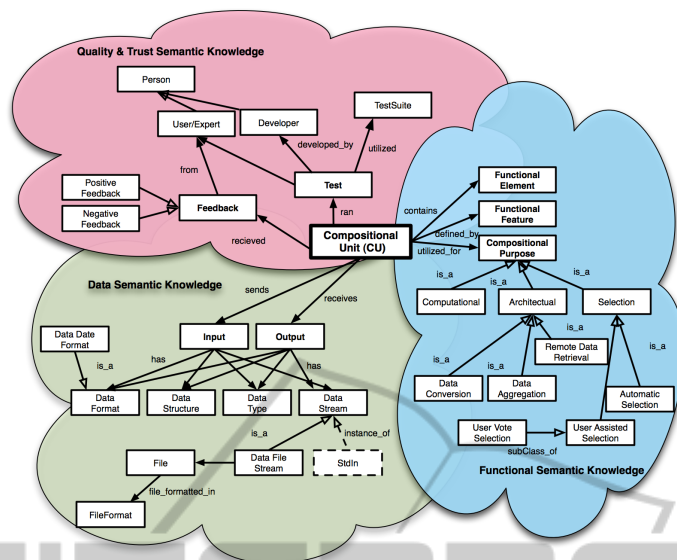 Quality & Trust Semantic Knowledge
Person
TestSuite
User/Expert
Developer
developed_by
utilized
from
Test
Positive
Feedback
Negative
Feedback
Feedback
ran
recieved
Compositional
Unit (CU)
contains
defined_by
utilized_for
Functional
Element
Functional
Feature
Compositional
Purpose
is_a
is_a
is_a
Computational
Architectual
Selection
is_a
is_a
is_a
is_a
Remote Data
Retrieval
Data
Conversion
Data
Aggregation
Automatic
Selection
User Vote
Selection
User Assisted
Selection
subClass_of
Functional Semantic Knowledge
Data Semantic Knowledge
sends
receives
Input
Output
Data Date
Format
is_a
has
has
Data
Format
Data
Structure
Data
Type
Data
Stream
is_a
instance_of
File
Data File
Stream
StdIn
file_formatted_in
FileFormat